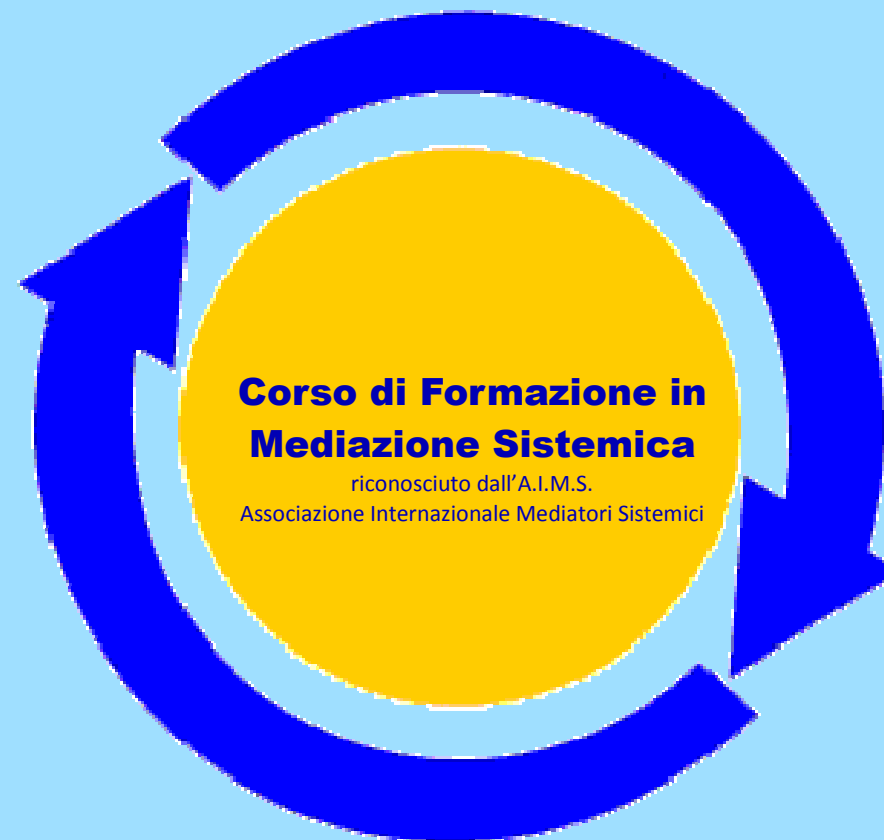 Corso di Formazione in
Mediazione Sistemica
riconosciuto dall’A.I.M.S.
Associazione Internazionale Mediatori Sistemici